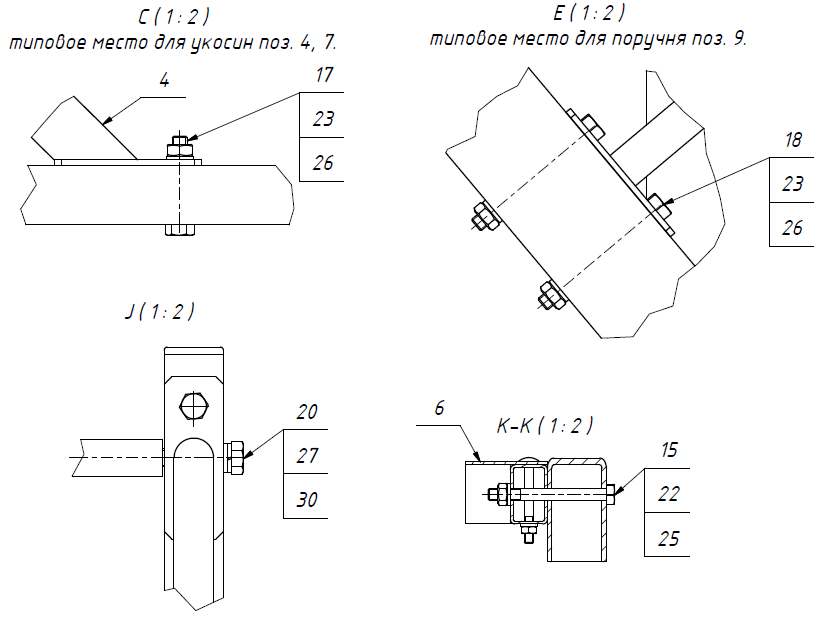 C(1:2)
типовое место для укосин поз. 4, 7.
4
17
23
26
E(1:2)
типовое место для поручня поз. 9.
18
23
26
J(1:2)
20
27
30
6
K-K(1:2)
15
22
25